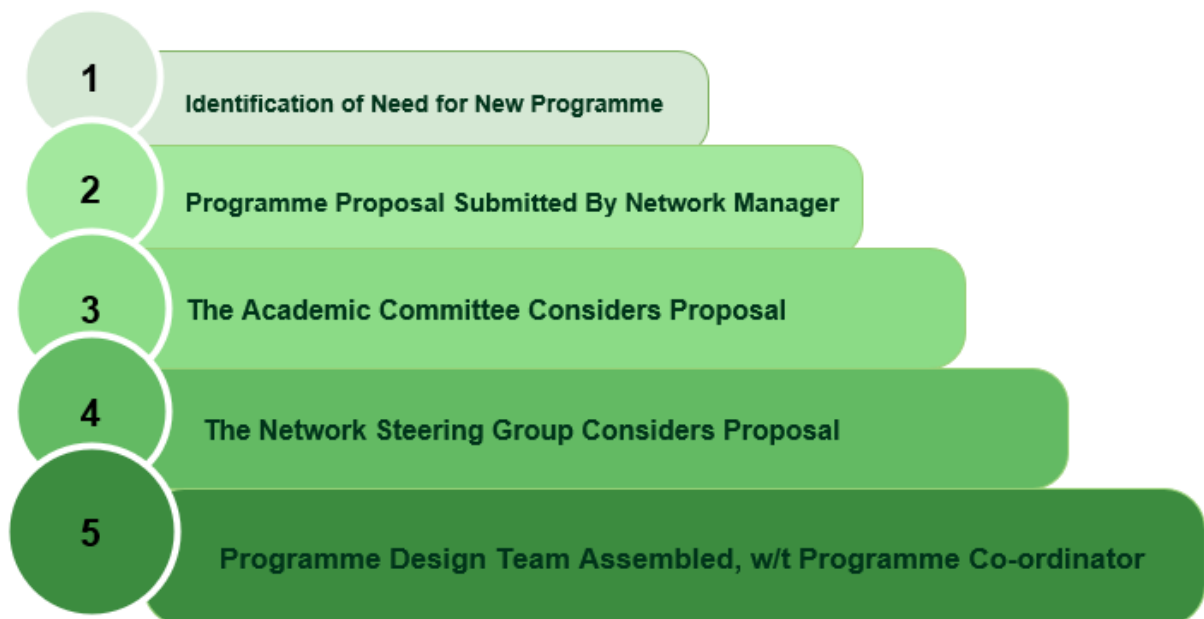 1
Identification of Need for New Programme
2
Programme Proposal Submitted By Network Manager
3
The Academic Committee Considers Proposal
4
The Network Steering Group Considers Proposal
5
Programme Design Team Assembled, w/t Programme Co-ordinator